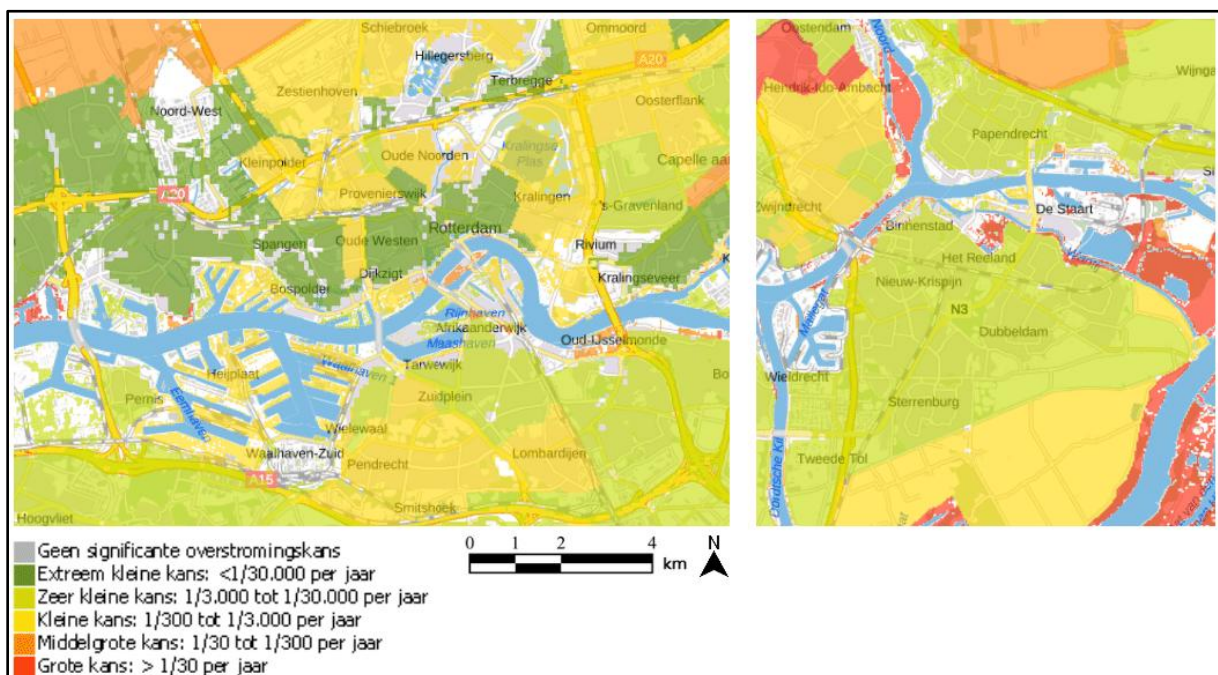 Schiebroek
Ommoord
Hillegersberg
A20
Terbregge
Noord-West
Zestienhoven
Oosterflank
Oude Noorden
Kralingse
Plas
Kleinpolder
Capelle aan
A20
Provenierswijk
Kralingen
's-Gravenland
Rotterdam
Spangen
Oude Westen
Rivium
Dijkzigt
Kralingseveer
Bospolder
Rijnhaven
Afrikaanderwijk
Maashaven
Oud-IJsselmonde
Tarwewijk
Heijplaat
Pernis
Eemhaven
Zuidplein
Wielewaal
Waalhaven-Zuid
Pendrecht
Lombardijen
A15
Smitshoek
Hoogvliet
Oostendam
Noord
Hendrik-Ido-Ambacht
Papendrecht
De Staart
Zwijndrecht
Binnenstad
Het Reeland
Nieuw-Krispijn
N3
Dubbeldam
Wieldrecht
Sterrenburg
Tweede Tol
Dordtsche Kil
Geen significante overstromingskans
Extreem kleine kans: <1/30.000 per jaar
Zeer kleine kans: 1/3.000 tot 1/30.000 per jaar
Kleine kans: 1/300 tot 1/3.000 per jaar
Middelgrote kans: 1/30 tot 1/300 per jaar
Grote kans: > 1/30 per jaar
0 1 2 4
km
N